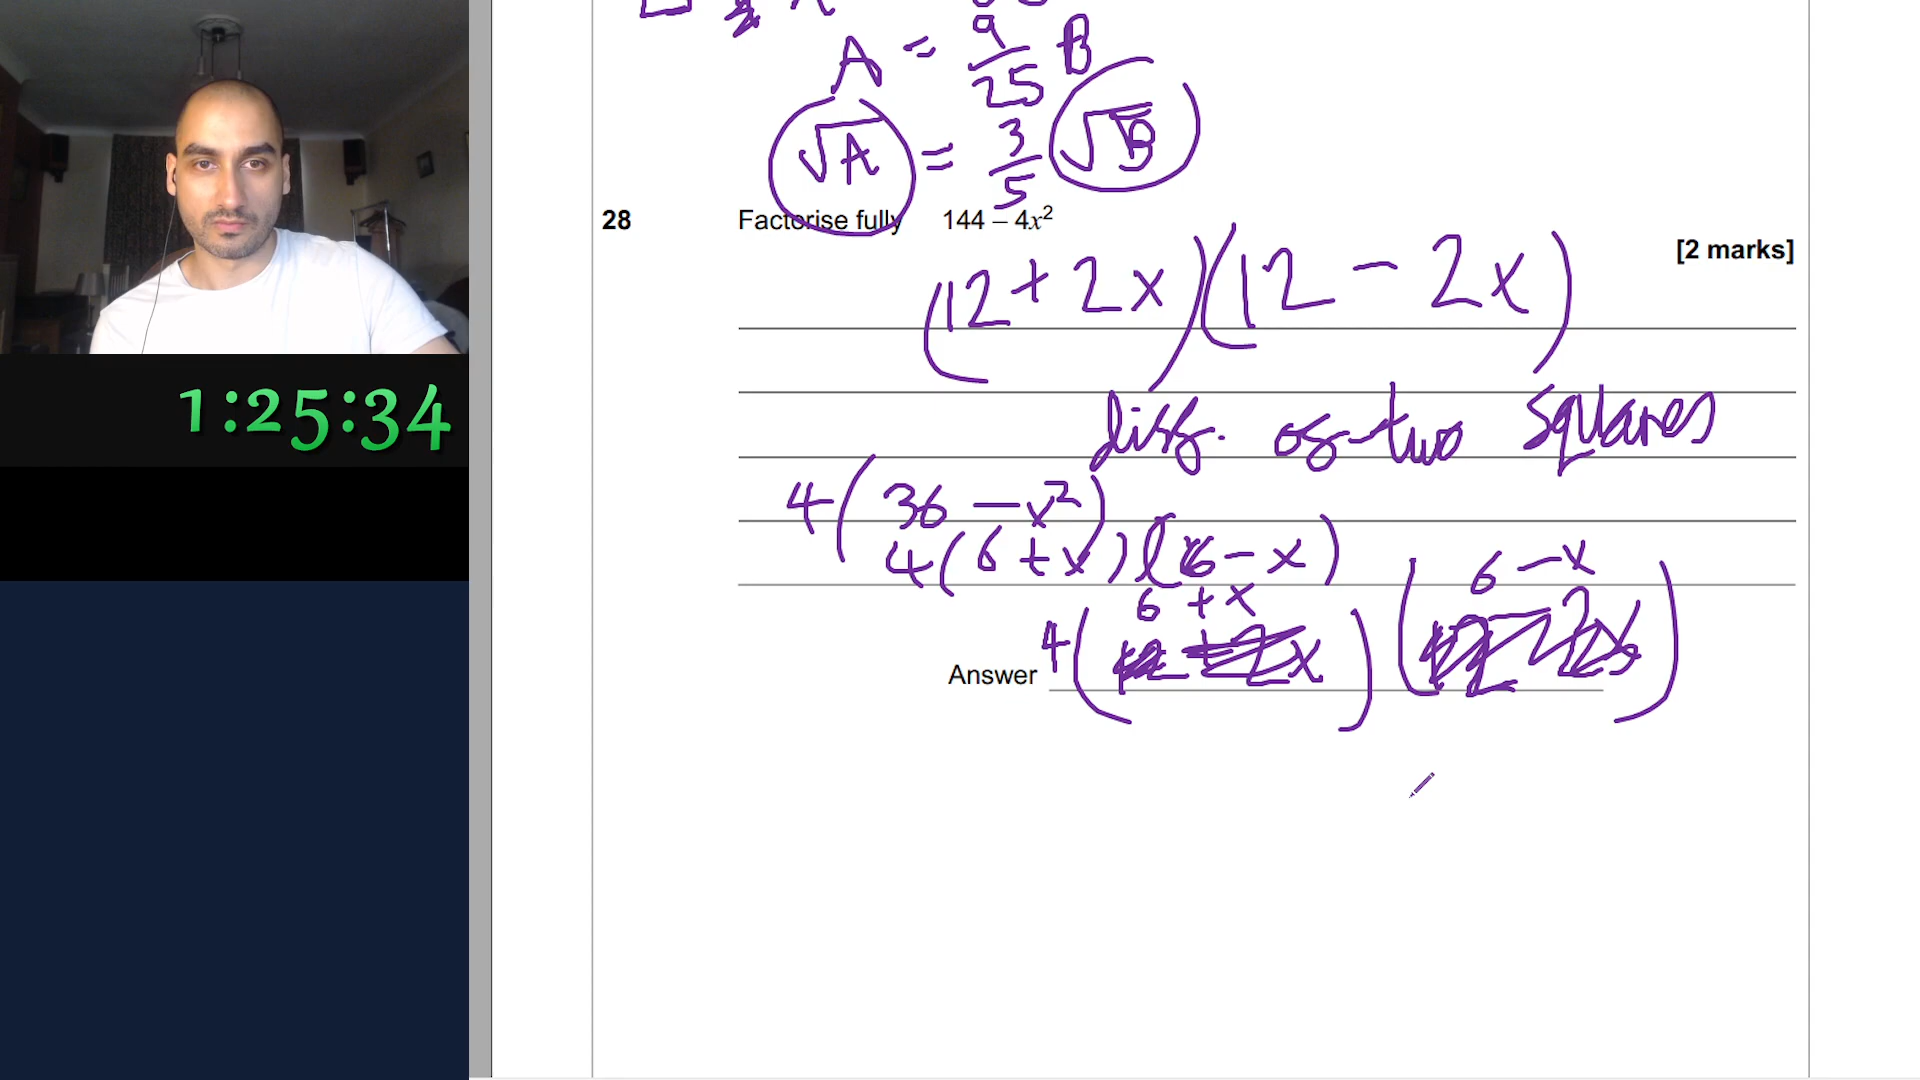 A = 9/25 B
√A = 3/5 √B
1:25:34
28 Factorise fully 144 – 4x²
[2 marks]
(12 + 2x)(12 – 2x)
diff. of two squares
4(36 – x²)
4(6 + x)(6 – x)
6 + x 6 – x
Answer 4( ) ( )